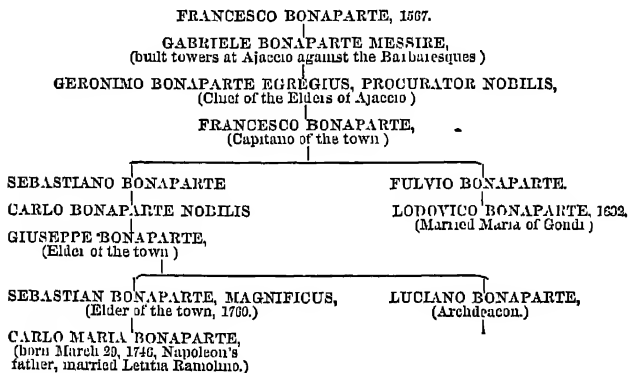 FRANCESCO BONAPARTE, 1567.
GABRIELE BONAPARTE MESSIRE,
(built towers at Ajaccio against the Barbaresques)
GERONIMO BONAPARTE EGREGIUS, PROCURATOR NOBILIS,
(Chief of the Elders of Ajaccio)
FRANCESCO BONAPARTE,
(Capitano of the town)
SEBASTIANO BONAPARTE
FULVIO BONAPARTE.
CARLO BONAPARTE NOBILIS
LODOVICO BONAPARTE, 1632.
(Married Maria of Gondi)
GIUSEPPE BONAPARTE,
(Elder of the town)
SEBASTIAN BONAPARTE, MAGNIFICUS,
(Elder of the town, 1760.)
LUCIANO BONAPARTE,
(Archdeacon.)
CARLO MARIA BONAPARTE,
(born March 29, 1746, Napoleon's
father, married Letitia Ramolino.)